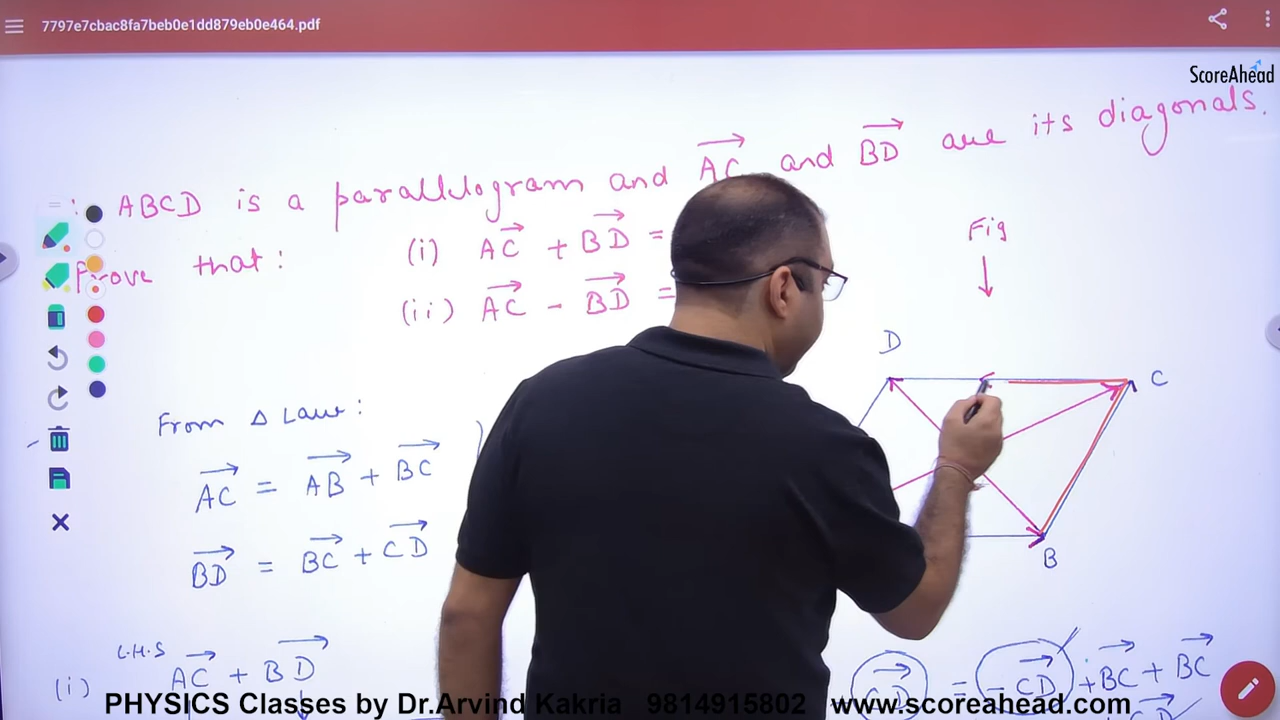 7797e7cbac8fa7beb0e1dd879eb0e464.pdf
ScoreAhead
: ABCD is a parallelogram and AC⃗ and BD⃗ are its diagonals.
Prove that : (i) AC⃗ + BD⃗ =
(ii) AC⃗ - BD⃗ =
Fig
D
C
B
From Δ Law :
AC⃗ = AB⃗ + BC⃗
BD⃗ = BC⃗ + CD⃗
L.H.S
(i) AC⃗ + BD⃗
= - CD⃗ + BC⃗ + BC⃗
PHYSICS Classes by Dr.Arvind Kakria 9814915802 www.scoreahead.com